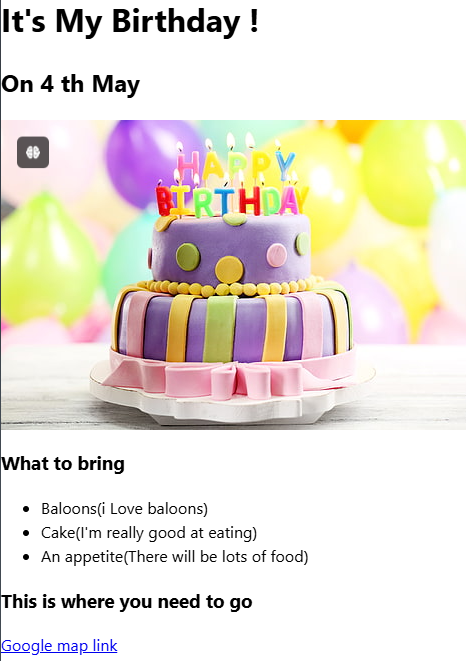 It's My Birthday !
On 4 th May
HAPPY
BIRTHDAY
What to bring
Baloons(i Love baloons)
Cake(I'm really good at eating)
An appetite(There will be lots of food)
This is where you need to go
Google map link